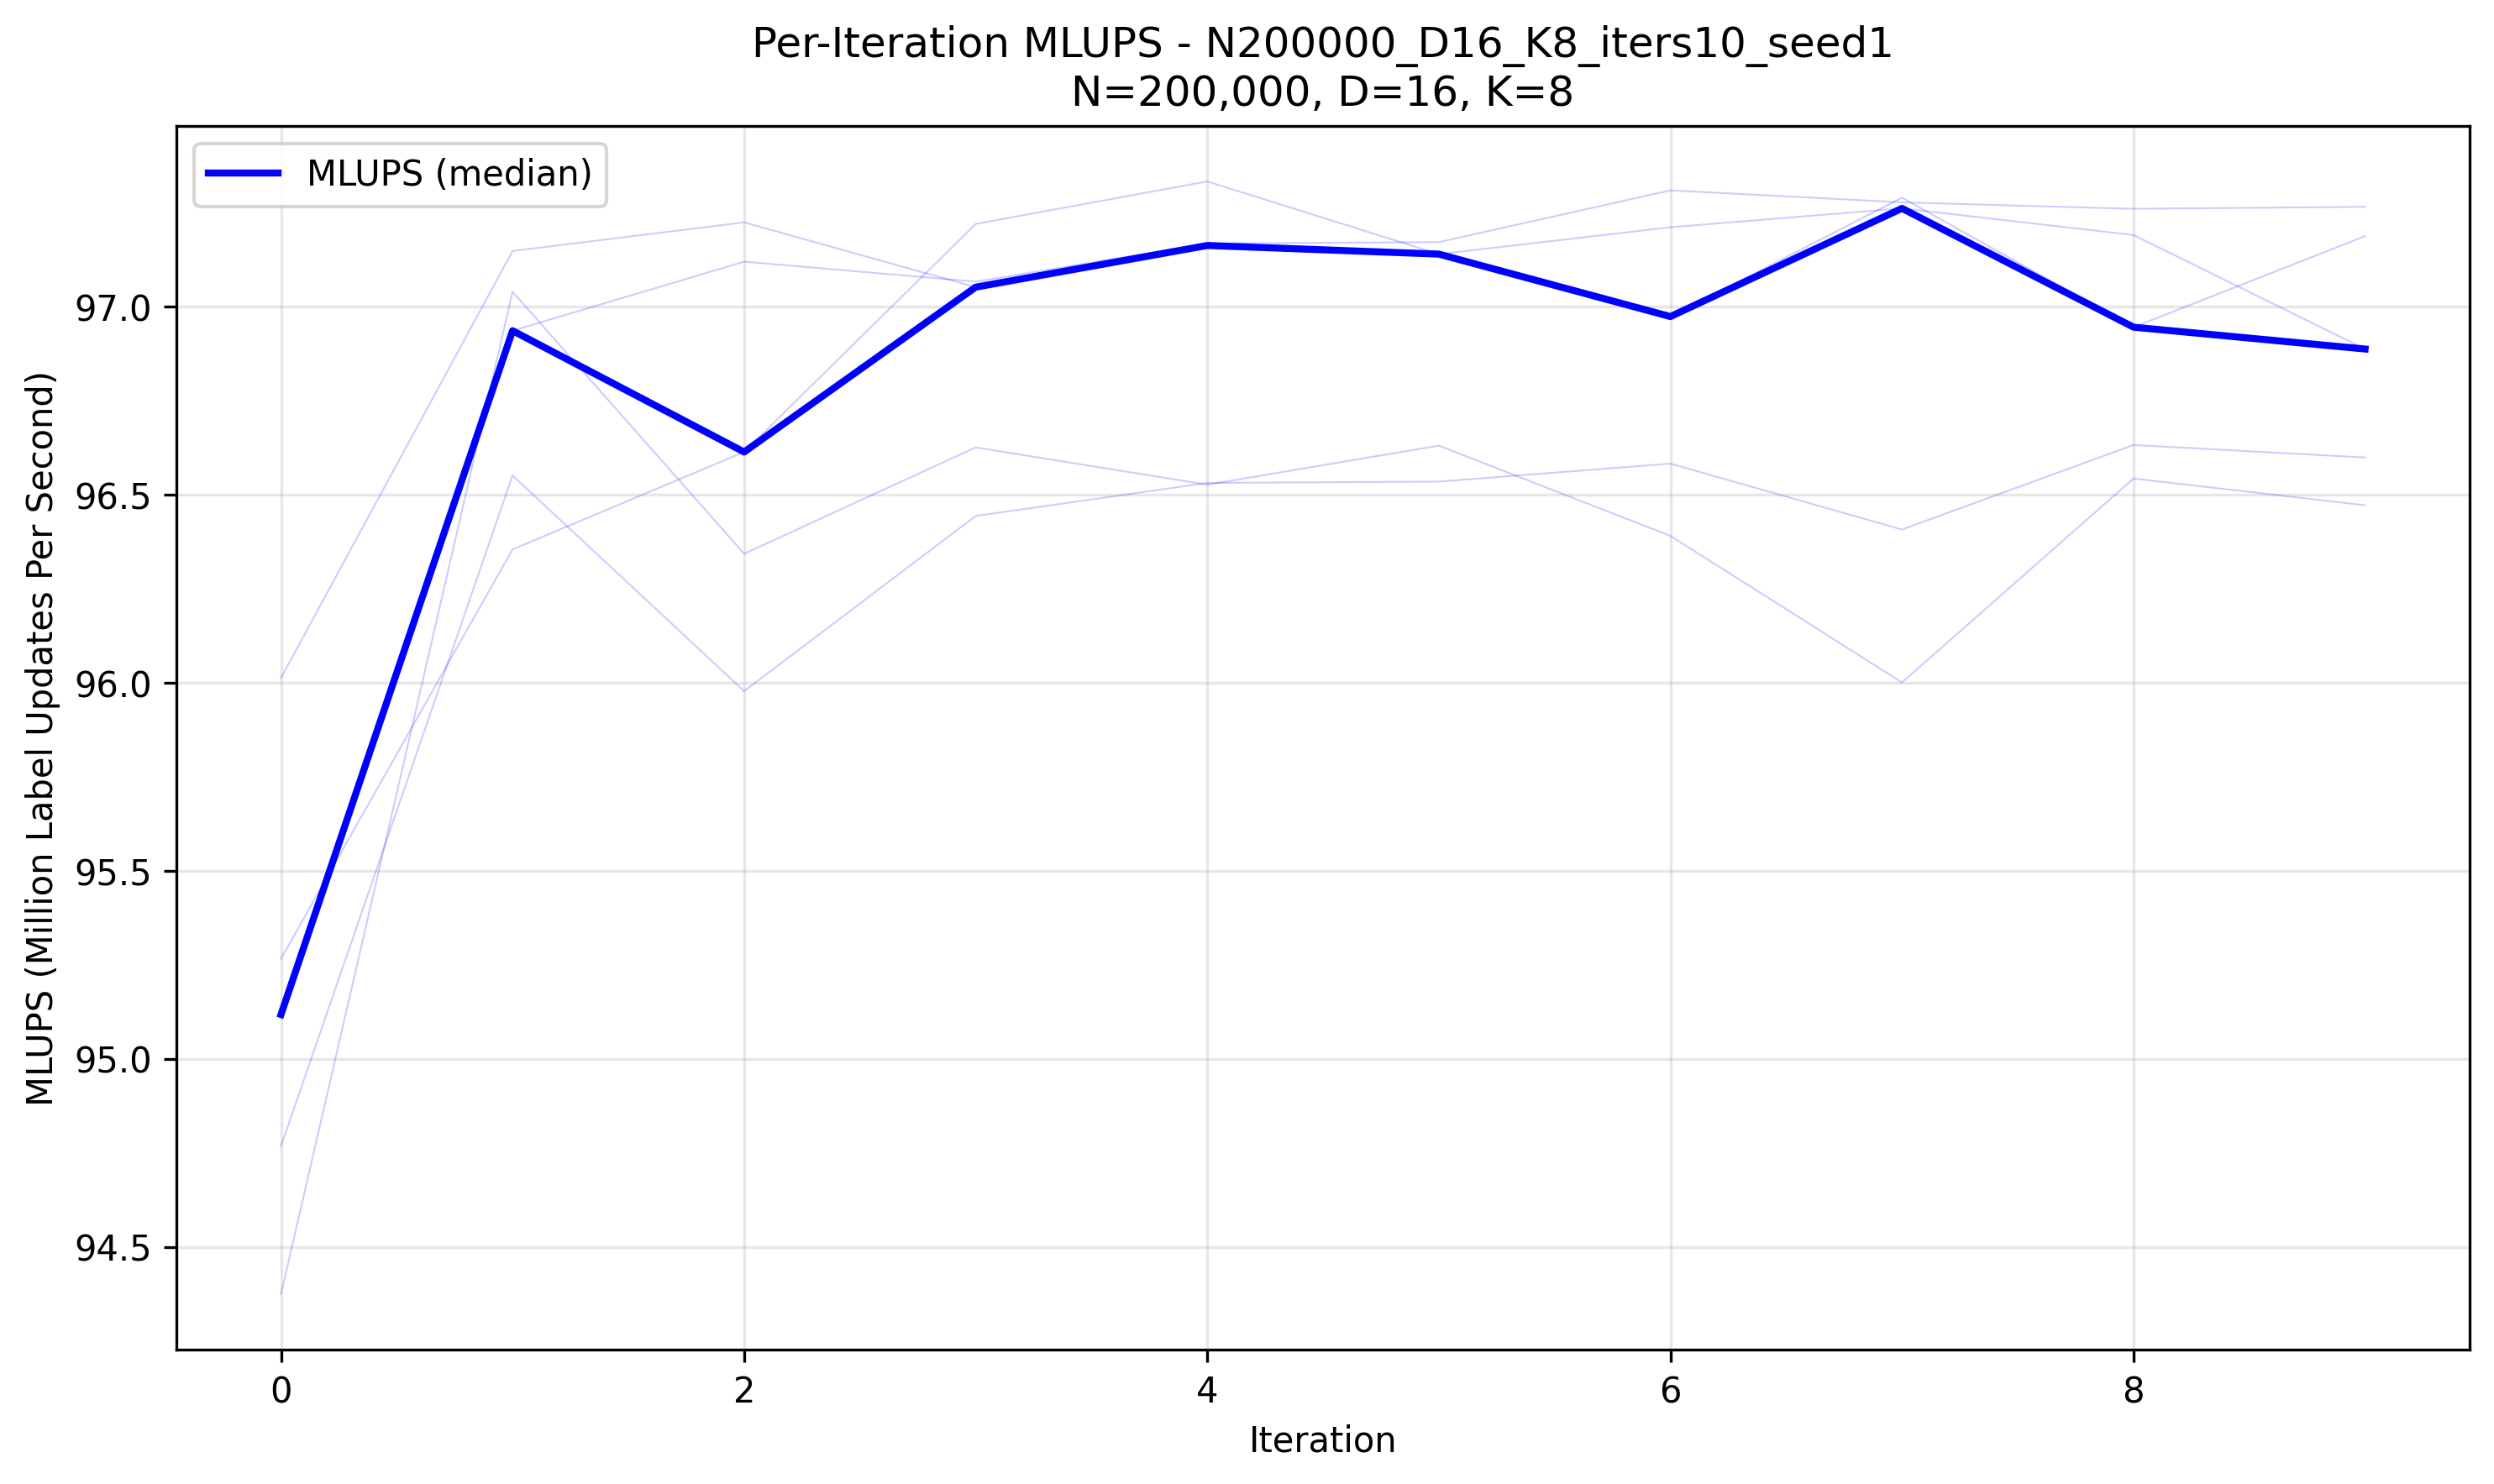 Per-Iteration MLUPS - N200000_D16_K8_iters10_seed1
N=200,000, D=16, K=8
MLUPS (median)
MLUPS (Million Label Updates Per Second)
97.0
96.5
96.0
95.5
95.0
94.5
0 2 4 6 8
Iteration